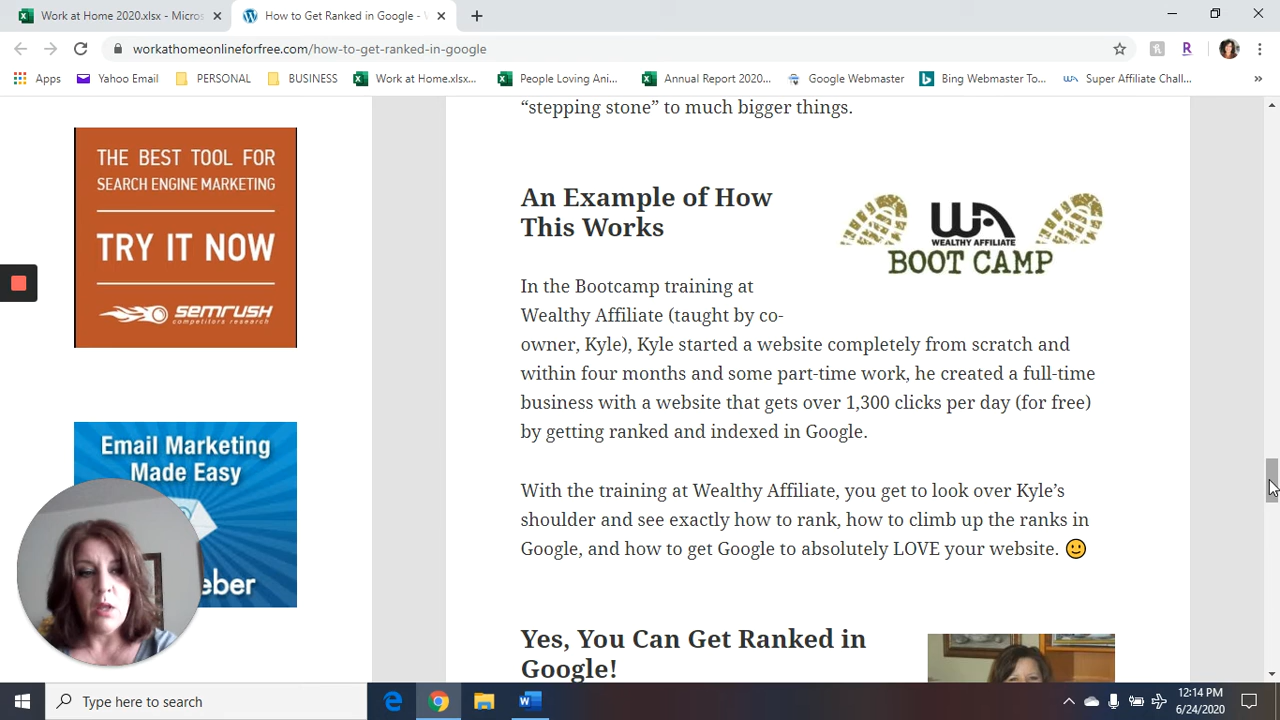 Work at Home 2020.xlsx - Micros
How to Get Ranked in Google -
workathomeonlineforfree.com/how-to-get-ranked-in-google
Apps
Yahoo Email
PERSONAL
BUSINESS
Work at Home.xlsx...
People Loving Ani...
Annual Report 2020...
Google Webmaster
Bing Webmaster To...
Super Affiliate Chall...
»
THE BEST TOOL FOR
SEARCH ENGINE MARKETING
TRY IT NOW
SEMRUSH
competitors research
Email Marketing
Made Easy
eber
“stepping stone” to much bigger things.
An Example of How
This Works
WA
WEALTHY AFFILIATE
BOOT CAMP
In the Bootcamp training at
Wealthy Affiliate (taught by co-
owner, Kyle), Kyle started a website completely from scratch and
within four months and some part-time work, he created a full-time
business with a website that gets over 1,300 clicks per day (for free)
by getting ranked and indexed in Google.
With the training at Wealthy Affiliate, you get to look over Kyle’s
shoulder and see exactly how to rank, how to climb up the ranks in
Google, and how to get Google to absolutely LOVE your website.
Yes, You Can Get Ranked in
Google!
Type here to search
12:14 PM
6/24/2020